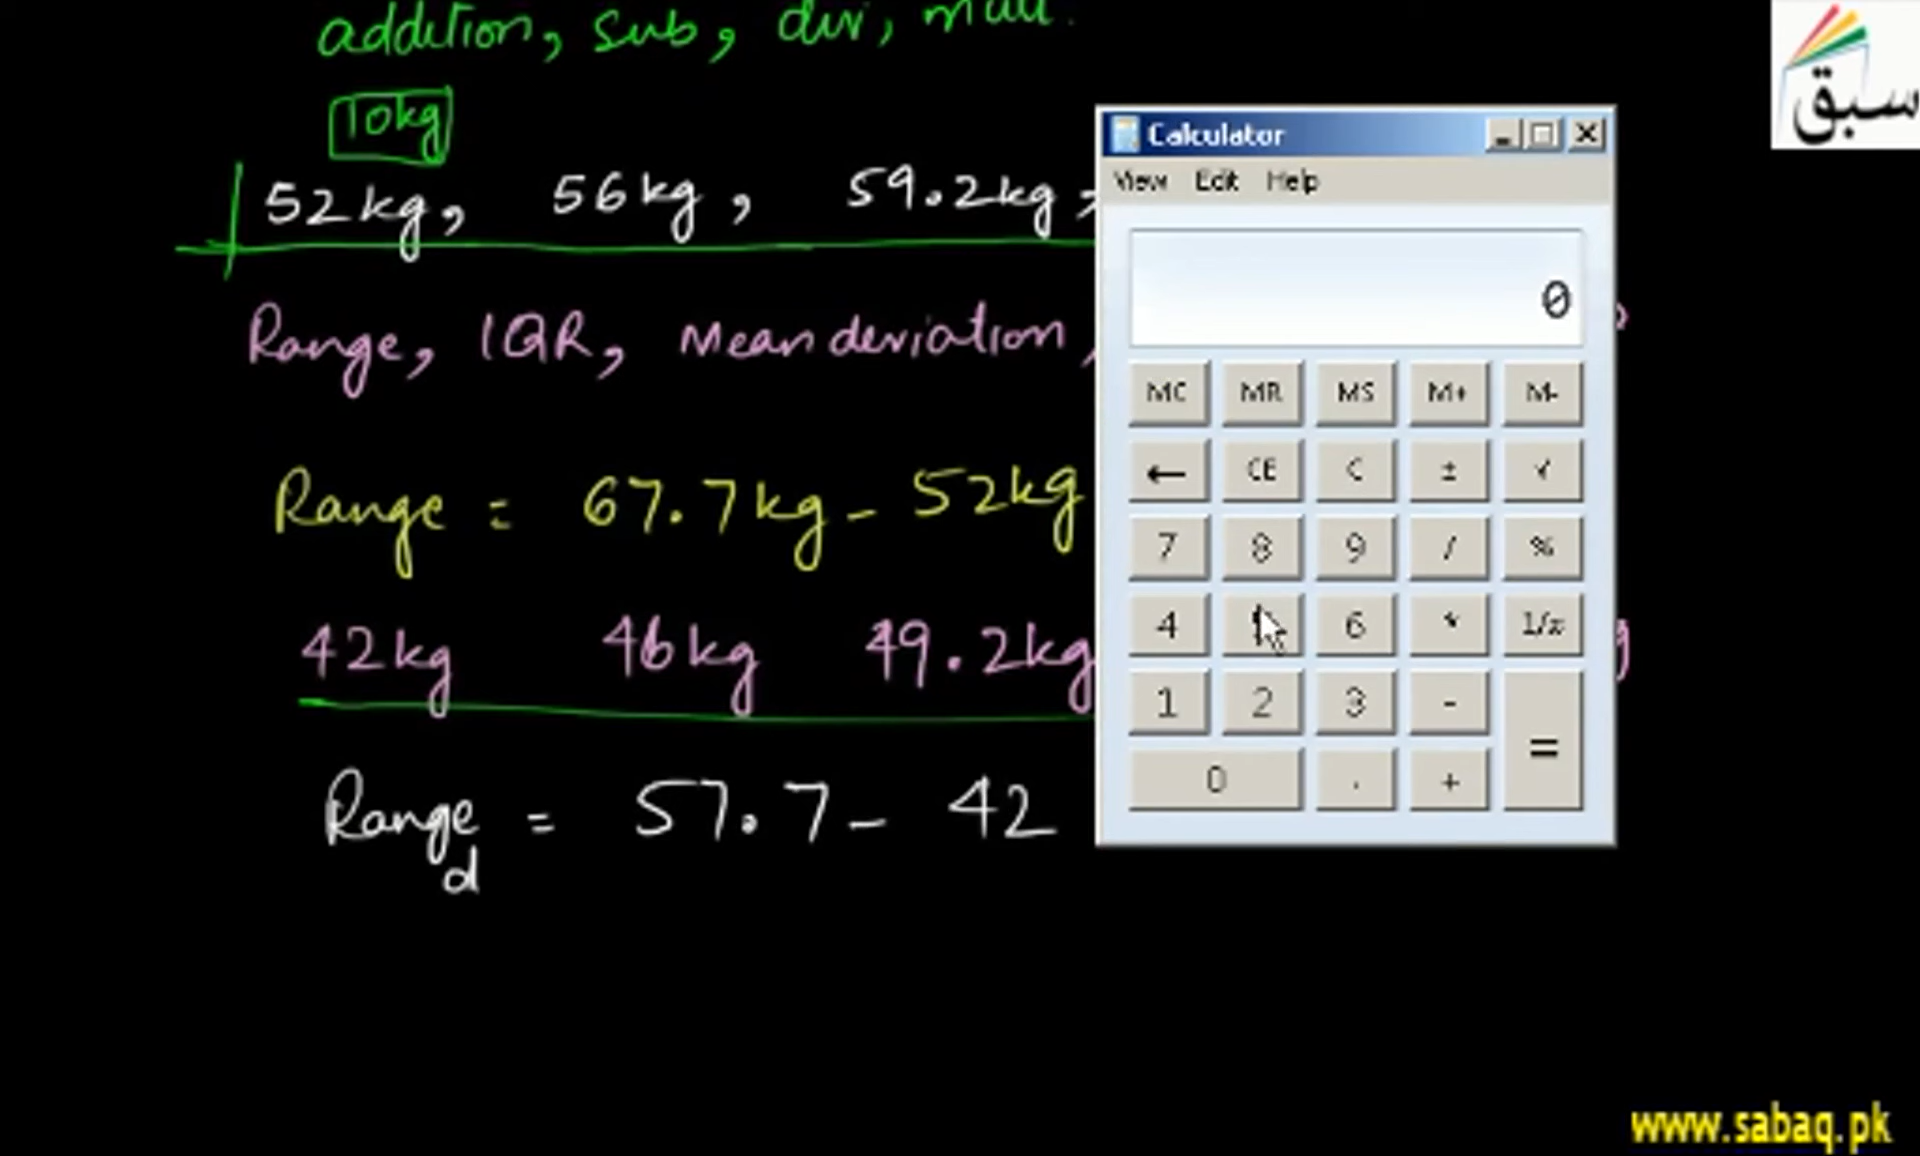 addition, sub, div, mult.
سبق
10kg
52kg, 56kg, 59.2kg,
Range, IQR, Mean deviation,
Range = 67.7kg - 52kg
42kg 46kg 49.2kg
Range d = 57.7 - 42
Calculator
View Edit Help
0
MC MR MS M+ M-
← CE C ± √
7 8 9 / %
4 6 * 1/x
1 2 3 - =
0 . +
www.sabaq.pk